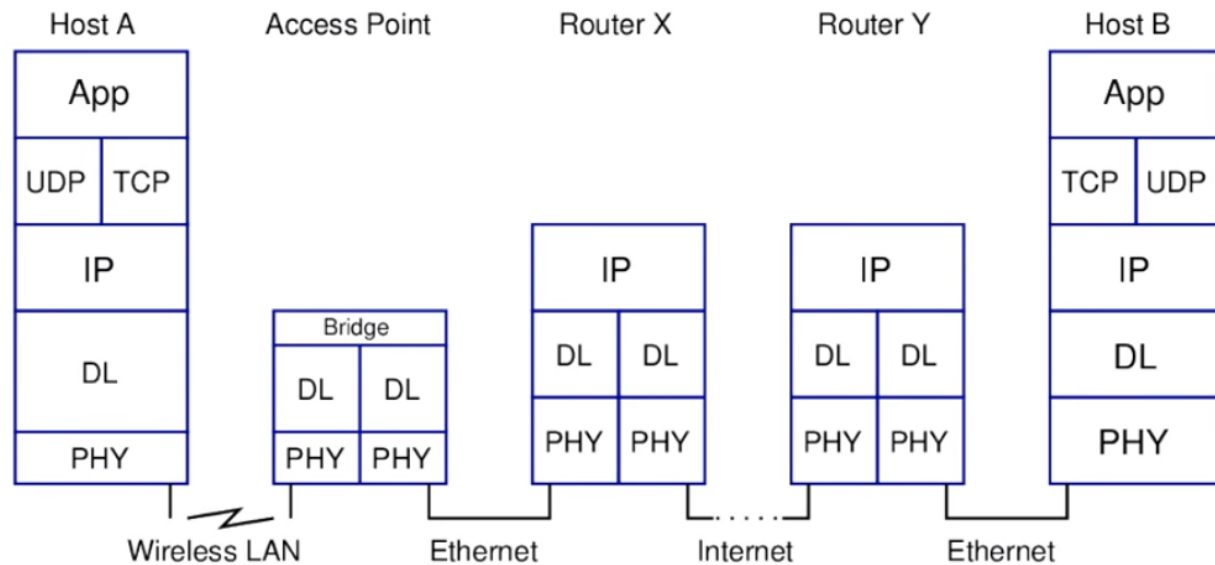 Host A Access Point Router X Router Y Host B
App App
UDP TCP TCP UDP
IP IP IP IP
Bridge
DL DL DL DL DL DL DL DL
PHY PHY PHY PHY PHY PHY PHY PHY
Wireless LAN Ethernet Internet Ethernet